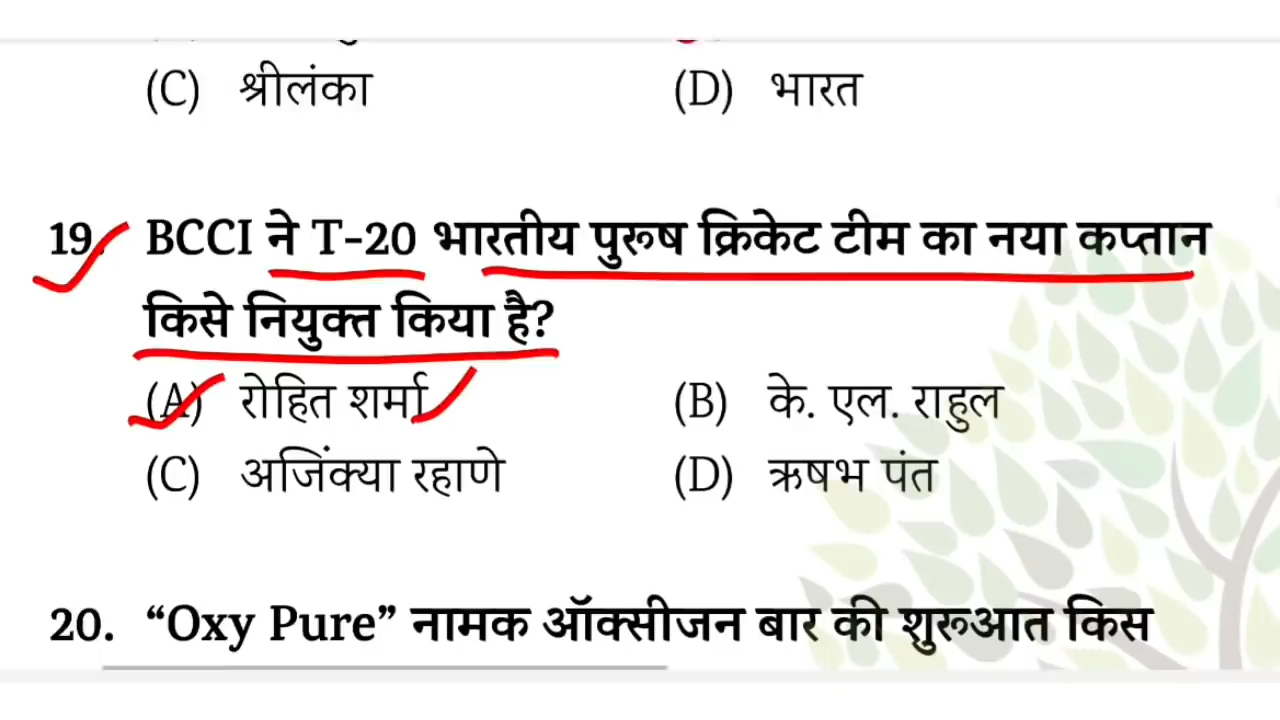 (C) श्रीलंका (D) भारत
19. BCCI ने T-20 भारतीय पुरुष क्रिकेट टीम का नया कप्तान
किसे नियुक्त किया है?
(A) रोहित शर्मा (B) के. एल. राहुल
(C) अजिंक्या रहाणे (D) ऋषभ पंत
20. “Oxy Pure” नामक ऑक्सीजन बार की शुरूआत किस